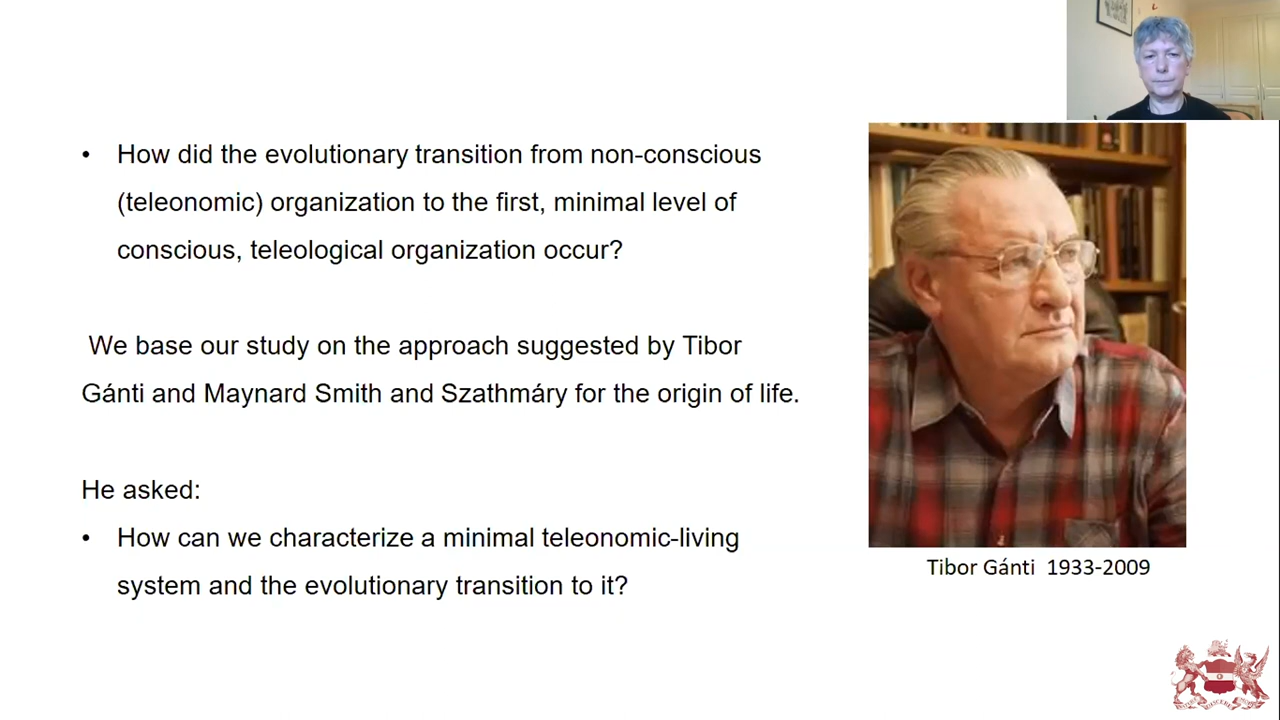 • How did the evolutionary transition from non-conscious
(teleonomic) organization to the first, minimal level of
conscious, teleological organization occur?
We base our study on the approach suggested by Tibor
Gánti and Maynard Smith and Szathmáry for the origin of life.
He asked:
• How can we characterize a minimal teleonomic-living
system and the evolutionary transition to it?
Tibor Gánti 1933-2009